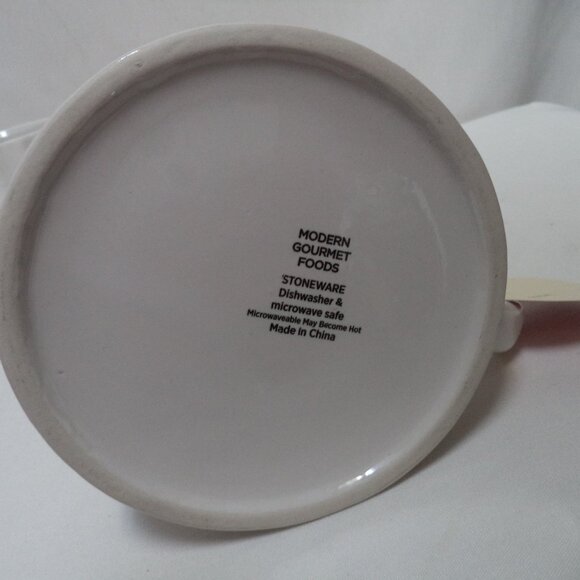 MODERN
GOURMET
FOODS
'STONEWARE
Dishwasher &
microwave safe
Microwaveable May Become Hot
Made in China